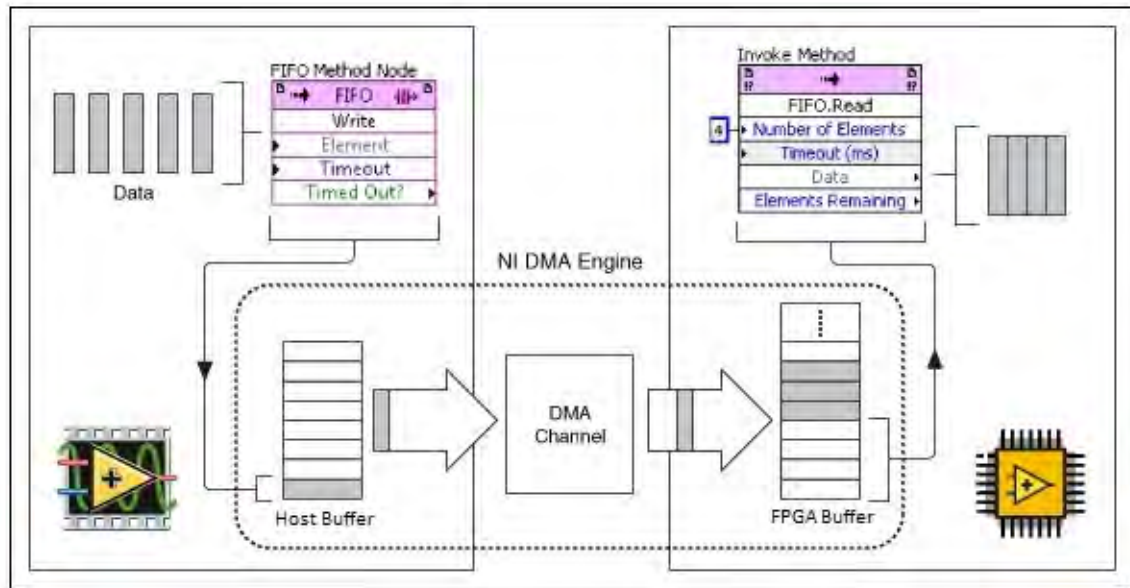 FIFO Method Node
FIFO
Write
Element
Timeout
Timed Out?
Data
Invoke Method
FIFO.Read
4
Number of Elements
Timeout (ms)
Data
Elements Remaining
NI DMA Engine
DMA
Channel
Host Buffer
FPGA Buffer